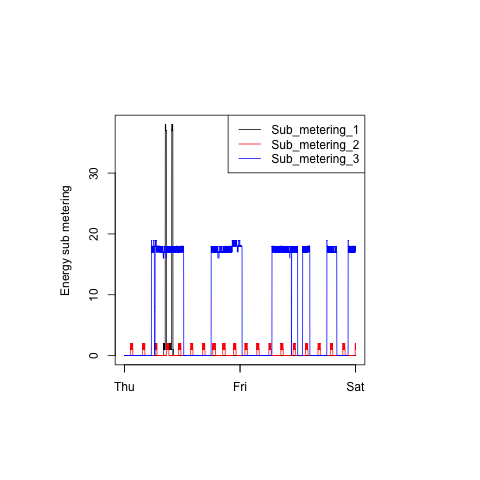 Sub_metering_1
Sub_metering_2
Sub_metering_3
Energy sub metering
30
20
10
0
Thu Fri Sat